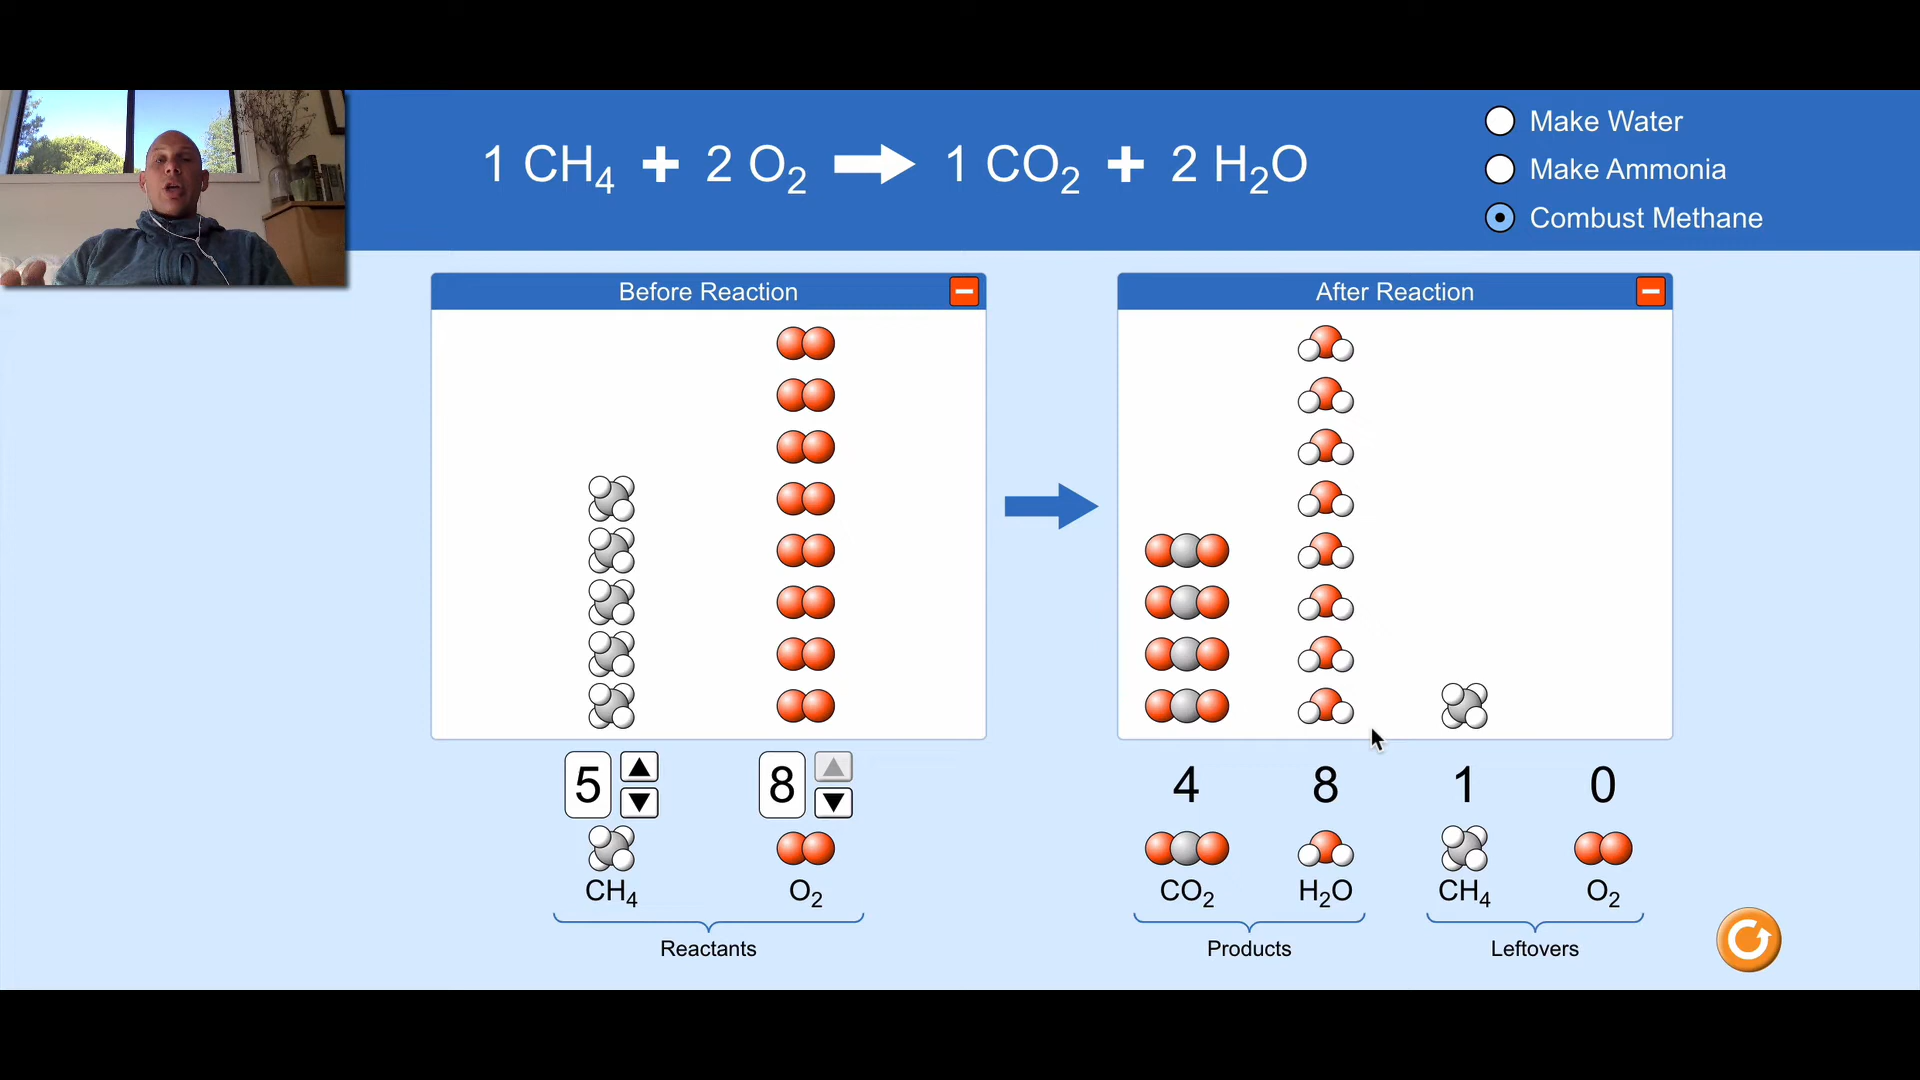 1 CH₄ + 2 O₂ → 1 CO₂ + 2 H₂O
Make Water
Make Ammonia
Combust Methane
Before Reaction
After Reaction
5 8
4 8 1 0
CH₄ O₂
CO₂ H₂O CH₄ O₂
Reactants
Products Leftovers